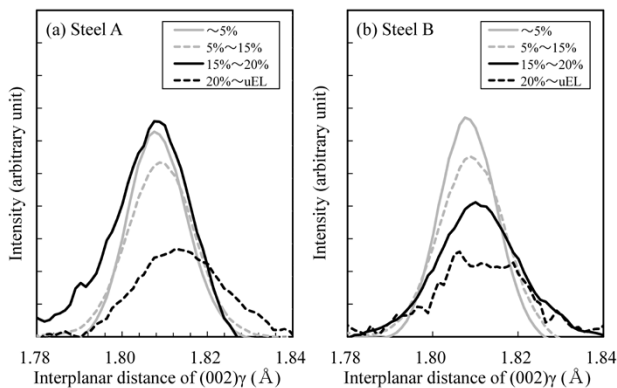 (a) Steel A
～5%
5%～15%
15%～20%
20%～uEL
Intensity (arbitrary unit)
1.78
1.80
1.82
1.84
Interplanar distance of (002)γ (Å)
(b) Steel B
～5%
5%～15%
15%～20%
20%～uEL
Intensity (arbitrary unit)
1.78
1.80
1.82
1.84
Interplanar distance of (002)γ (Å)